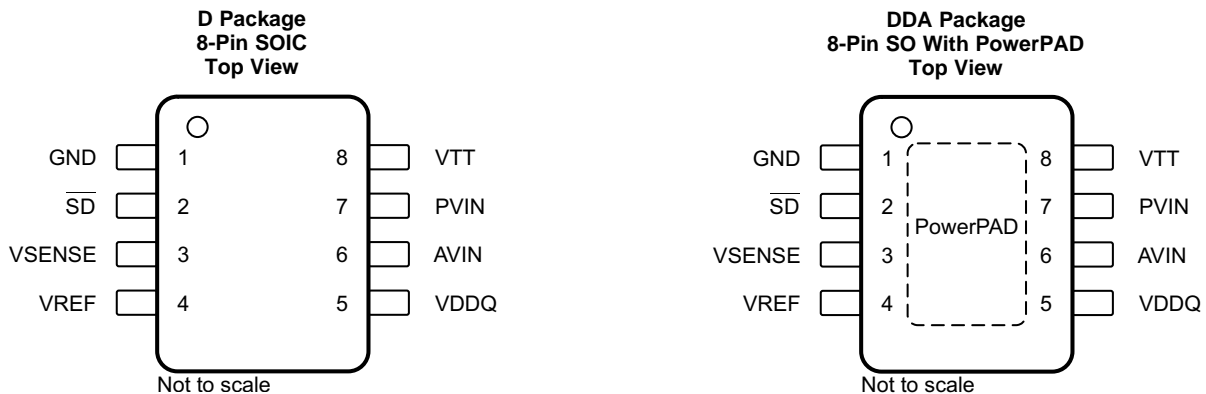 D Package
8-Pin SOIC
Top View
GND 1 8 VTT
S̅D̅ 2 7 PVIN
VSENSE 3 6 AVIN
VREF 4 5 VDDQ
Not to scale
DDA Package
8-Pin SO With PowerPAD
Top View
GND 1 8 VTT
S̅D̅ 2 7 PVIN
PowerPAD
VSENSE 3 6 AVIN
VREF 4 5 VDDQ
Not to scale